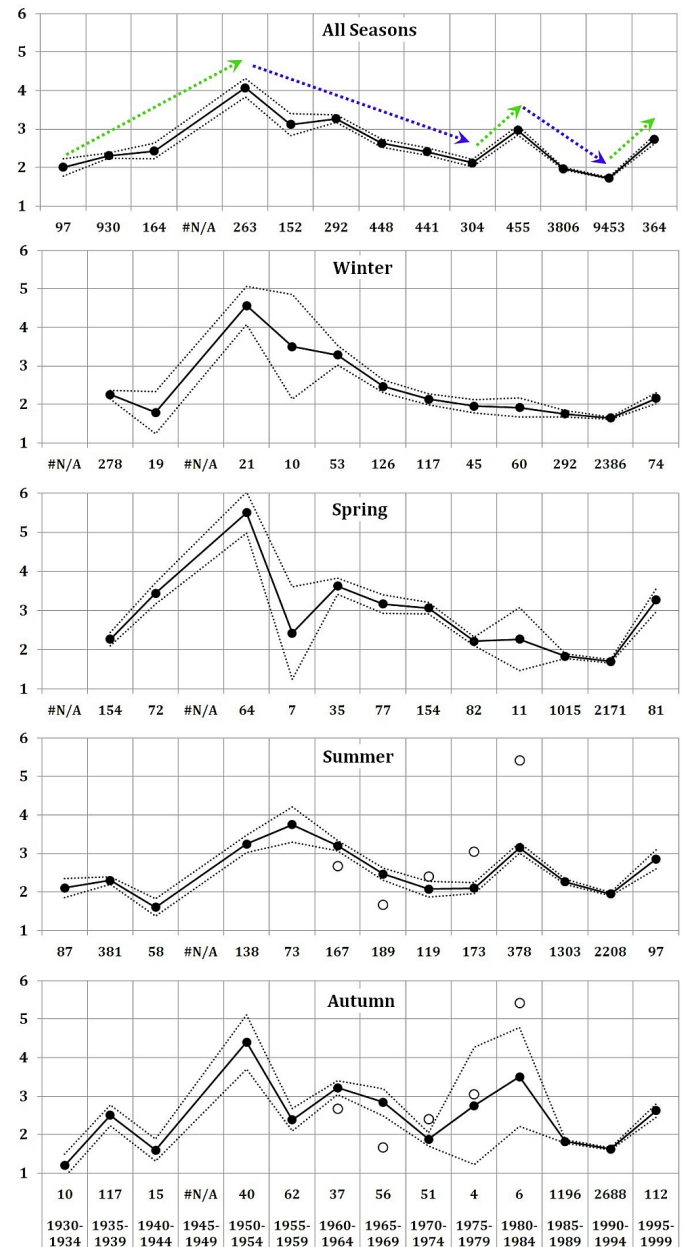 6
All Seasons
5
4
3
2
1
97 930 164 #N/A 263 152 292 448 441 304 455 3806 9453 364
6
Winter
5
4
3
2
1
#N/A 278 19 #N/A 21 10 53 126 117 45 60 292 2386 74
6
Spring
5
4
3
2
1
#N/A 154 72 #N/A 64 7 35 77 154 82 11 1015 2171 81
6
Summer
5
4
3
2
1
87 381 58 #N/A 138 73 167 189 119 173 378 1303 2208 97
6
Autumn
5
4
3
2
1
10 117 15 #N/A 40 62 37 56 51 4 6 1196 2688 112
1930- 1935- 1940- 1945- 1950- 1955- 1960- 1965- 1970- 1975- 1980- 1985- 1990- 1995-
1934 1939 1944 1949 1954 1959 1964 1969 1974 1979 1984 1989 1994 1999